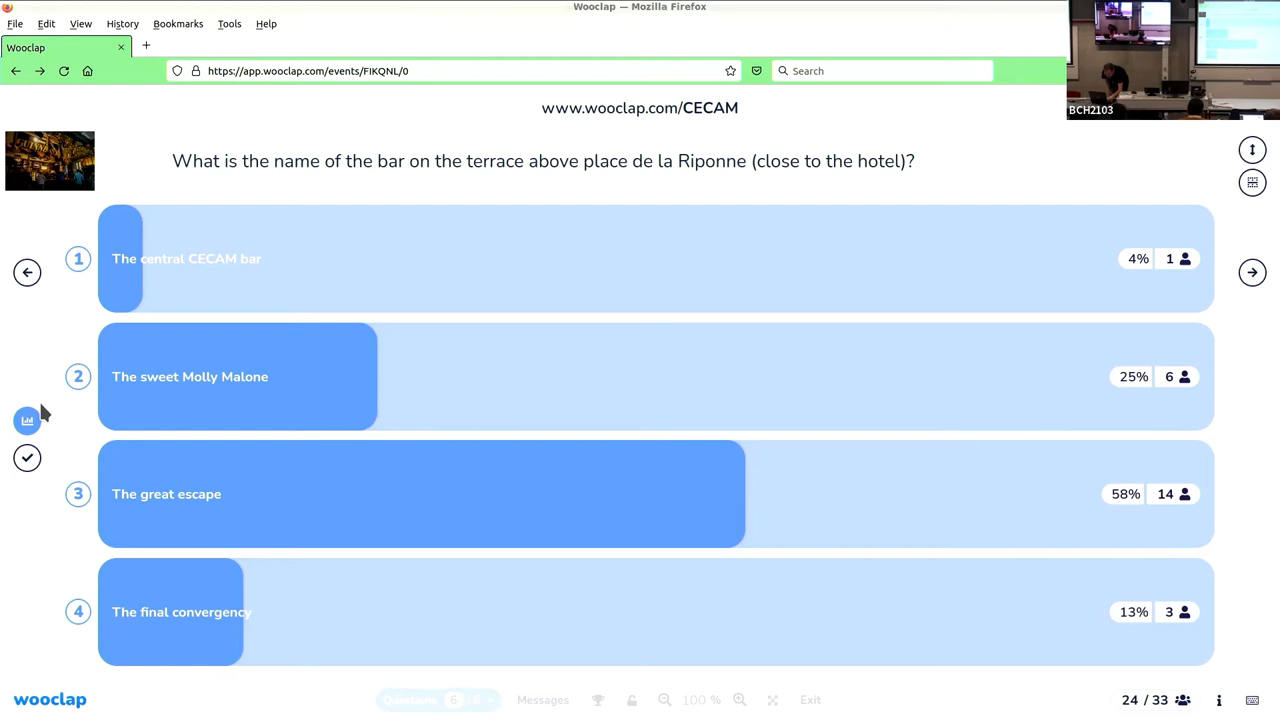 Wooclap — Mozilla Firefox
File Edit View History Bookmarks Tools Help
Wooclap
https://app.wooclap.com/events/FIKQNL/0
Search
BCH2103
www.wooclap.com/CECAM
What is the name of the bar on the terrace above place de la Riponne (close to the hotel)?
1 The central CECAM bar 4% 1
2 The sweet Molly Malone 25% 6
3 The great escape 58% 14
4 The final convergency 13% 3
wooclap Questions 6 Messages 100 % Exit 24 / 33